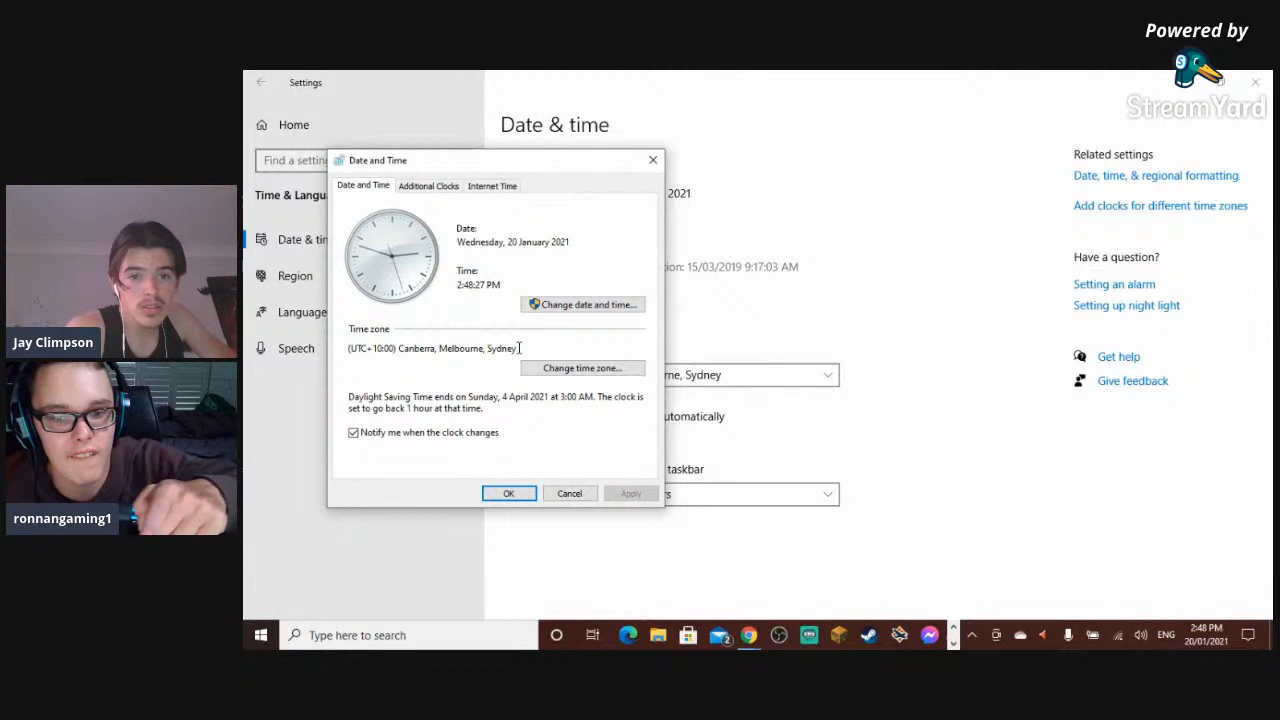 Powered by
StreamYard
Settings
Home
Find a settin
Time & Langu
Date & tin
Region
Language
Speech
Date & time
2021
ion: 15/03/2019 9:17:03 AM
rne, Sydney
utomatically
taskbar
rs
Related settings
Date, time, & regional formatting
Add clocks for different time zones
Have a question?
Setting an alarm
Setting up night light
Get help
Give feedback
Date and Time
Date and Time
Additional Clocks
Internet Time
Date:
Wednesday, 20 January 2021
Time:
2:48:27 PM
Change date and time...
Time zone
(UTC+10:00) Canberra, Melbourne, Sydney
Change time zone...
Daylight Saving Time ends on Sunday, 4 April 2021 at 3:00 AM. The clock is
set to go back 1 hour at that time.
Notify me when the clock changes
OK
Cancel
Apply
Jay Climpson
ronnangaming1
Type here to search
2
ENG
2:48 PM
20/01/2021